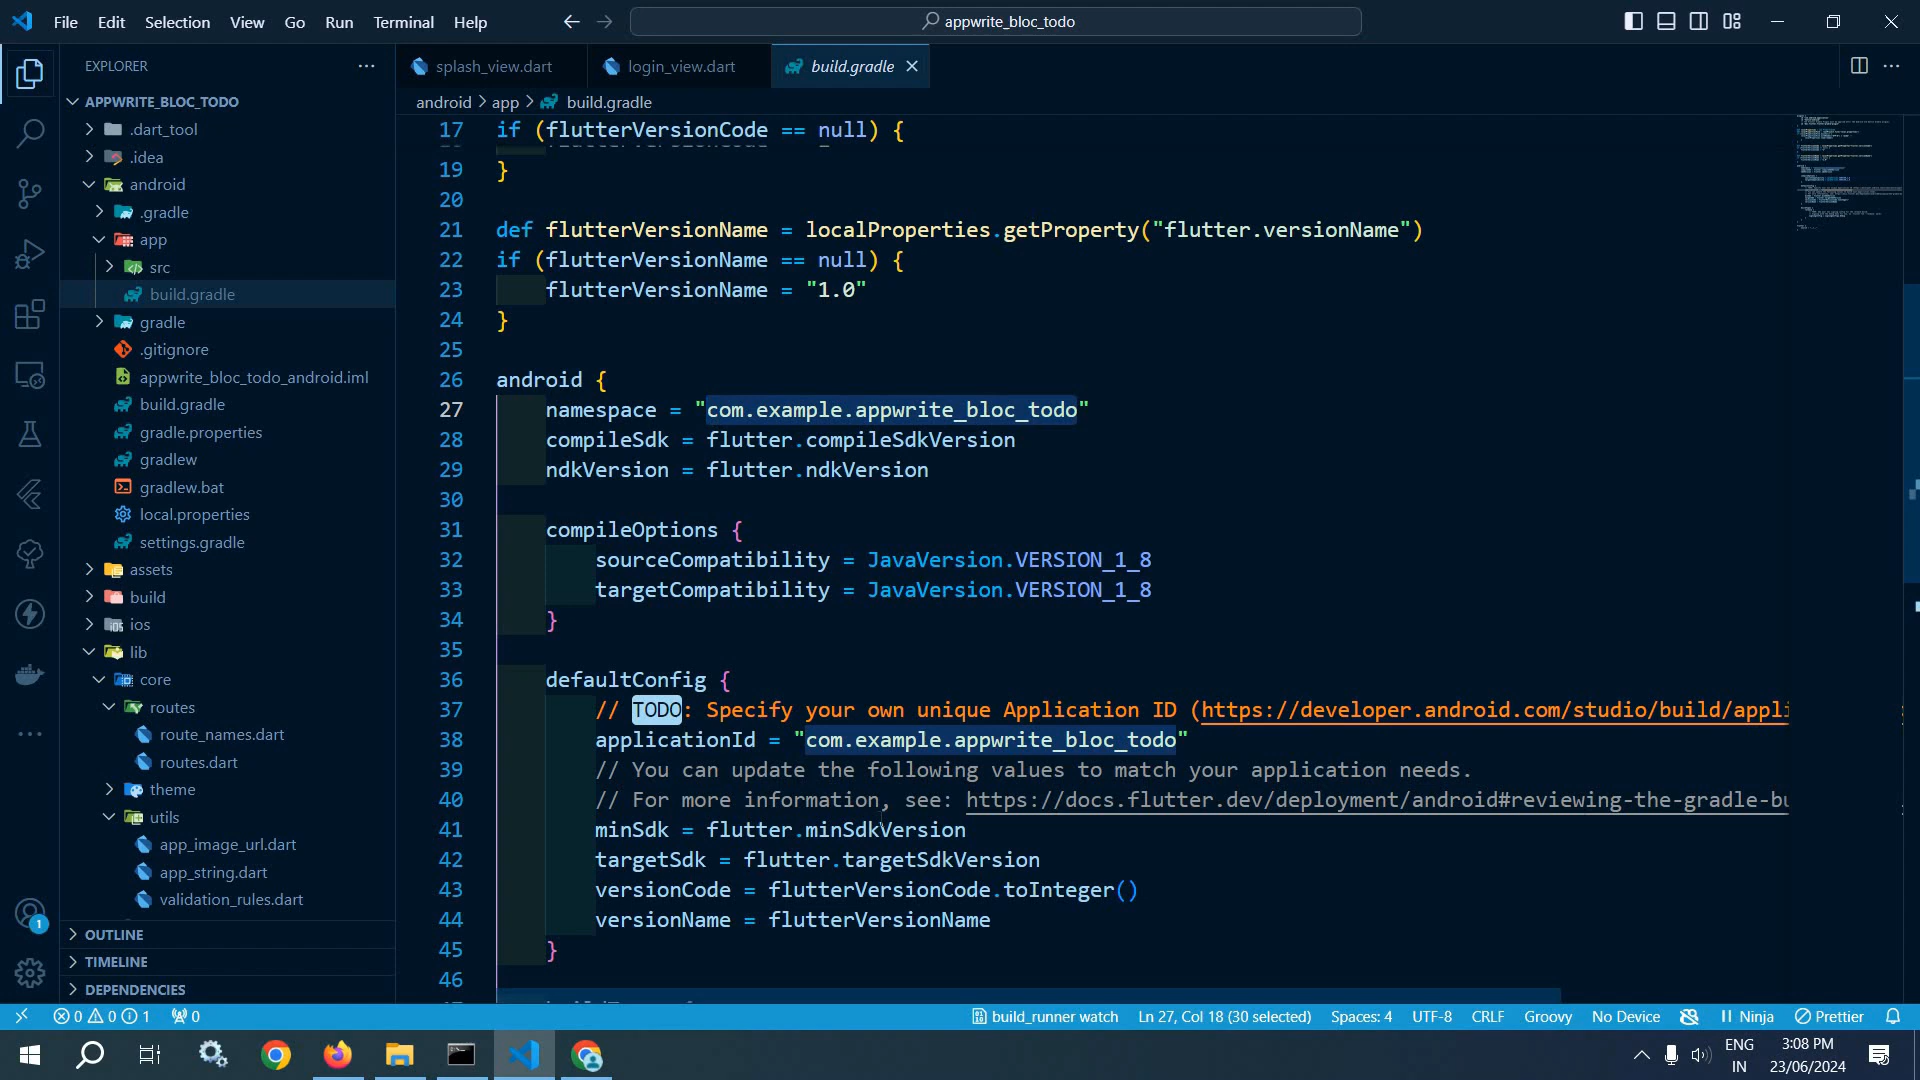 File Edit Selection View Go Run Terminal Help
appwrite_bloc_todo
EXPLORER
splash_view.dart
login_view.dart
build.gradle
APPWRITE_BLOC_TODO
.dart_tool
.idea
android
.gradle
app
src
build.gradle
gradle
.gitignore
appwrite_bloc_todo_android.iml
build.gradle
gradle.properties
gradlew
gradlew.bat
local.properties
settings.gradle
assets
build
ios
lib
core
routes
route_names.dart
routes.dart
theme
utils
app_image_url.dart
app_string.dart
validation_rules.dart
OUTLINE
TIMELINE
DEPENDENCIES
android > app > build.gradle
17 if (flutterVersionCode == null) {
19 }
20
21 def flutterVersionName = localProperties.getProperty("flutter.versionName")
22 if (flutterVersionName == null) {
23 flutterVersionName = "1.0"
24 }
25
26 android {
27 namespace = "com.example.appwrite_bloc_todo"
28 compileSdk = flutter.compileSdkVersion
29 ndkVersion = flutter.ndkVersion
30
31 compileOptions {
32 sourceCompatibility = JavaVersion.VERSION_1_8
33 targetCompatibility = JavaVersion.VERSION_1_8
34 }
35
36 defaultConfig {
37 // TODO: Specify your own unique Application ID (https://developer.android.com/studio/build/appli
38 applicationId = "com.example.appwrite_bloc_todo"
39 // You can update the following values to match your application needs.
40 // For more information, see: https://docs.flutter.dev/deployment/android#reviewing-the-gradle-bu
41 minSdk = flutter.minSdkVersion
42 targetSdk = flutter.targetSdkVersion
43 versionCode = flutterVersionCode.toInteger()
44 versionName = flutterVersionName
45 }
46
1
0 0 1 0
build_runner watch Ln 27, Col 18 (30 selected) Spaces: 4 UTF-8 CRLF Groovy No Device Ninja Prettier
ENG
IN
3:08 PM
23/06/2024